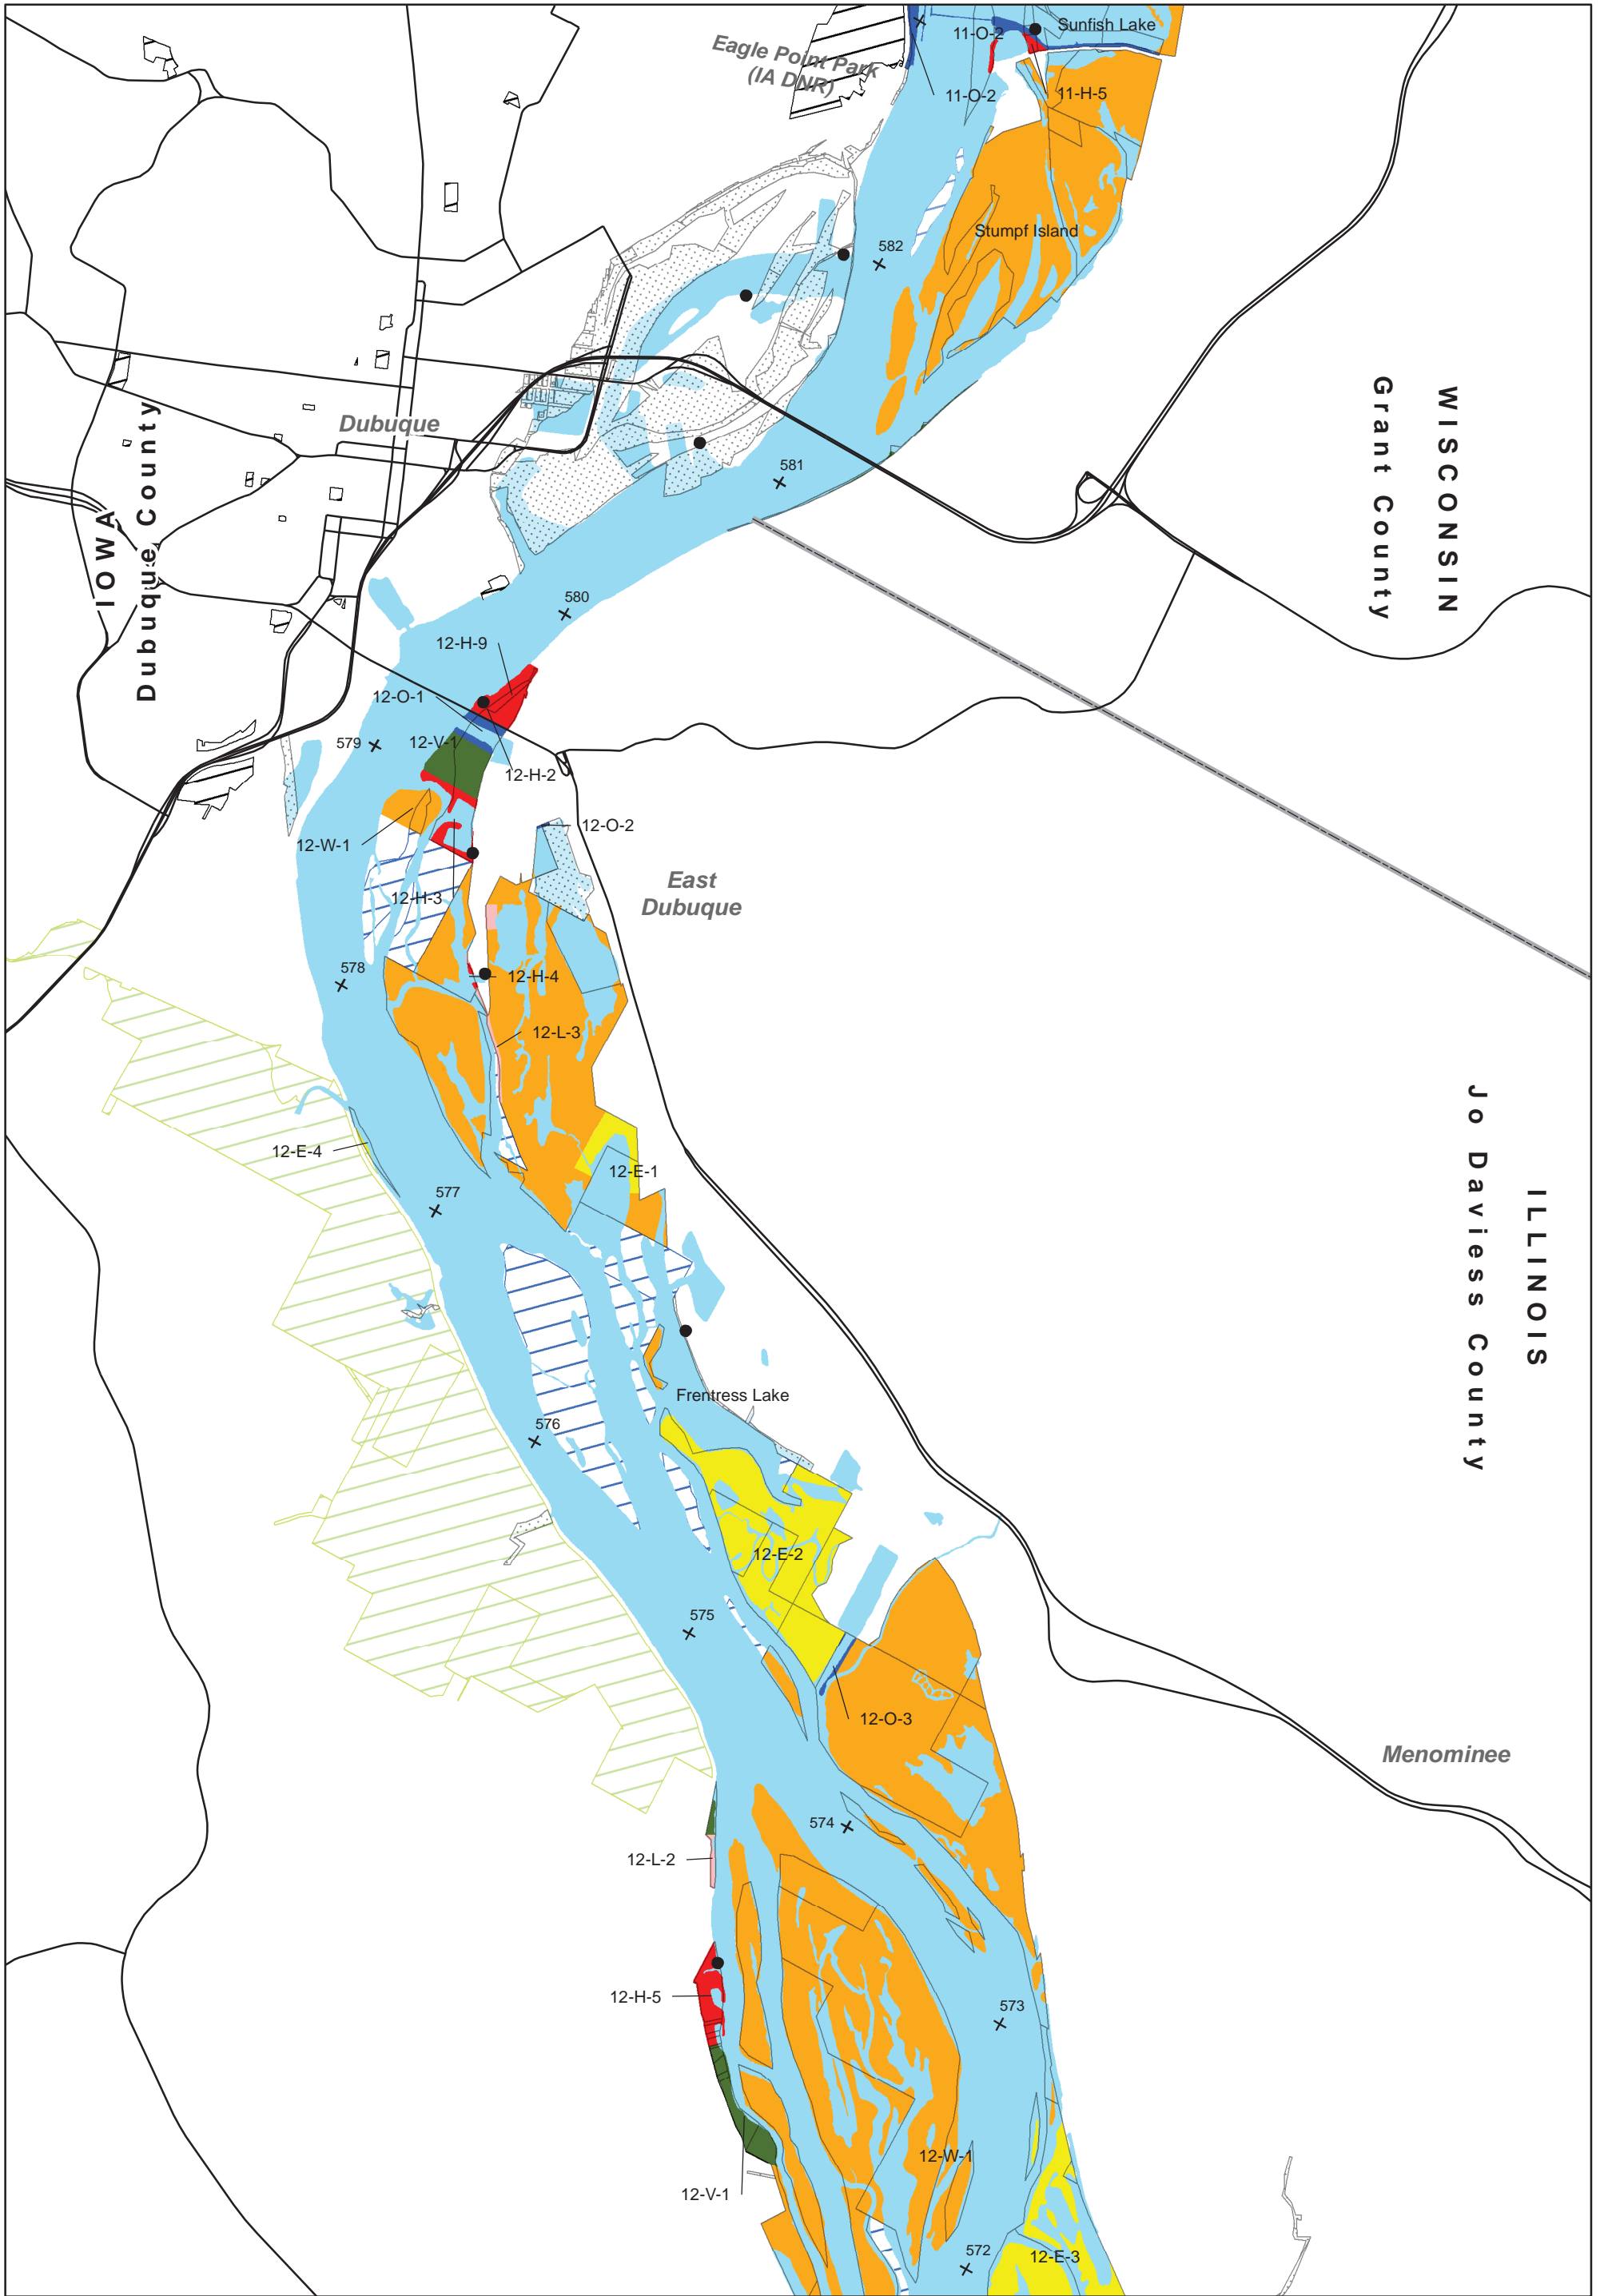 Sunfish Lake
11-O-2
Eagle Point Park
(IA DNR)
11-O-2
11-H-5
Stumpf Island
582
WISCONSIN
Grant County
Dubuque
IOWA
Dubuque County
581
580
12-H-9
12-O-1
579
12-V-1
12-H-2
12-O-2
12-W-1
East
Dubuque
12-H-3
578
12-H-4
12-L-3
ILLINOIS
Jo Daviess County
12-E-4
12-E-1
577
Frentress Lake
576
12-E-2
575
12-O-3
Menominee
574
12-L-2
12-H-5
573
12-W-1
12-V-1
572
12-E-3